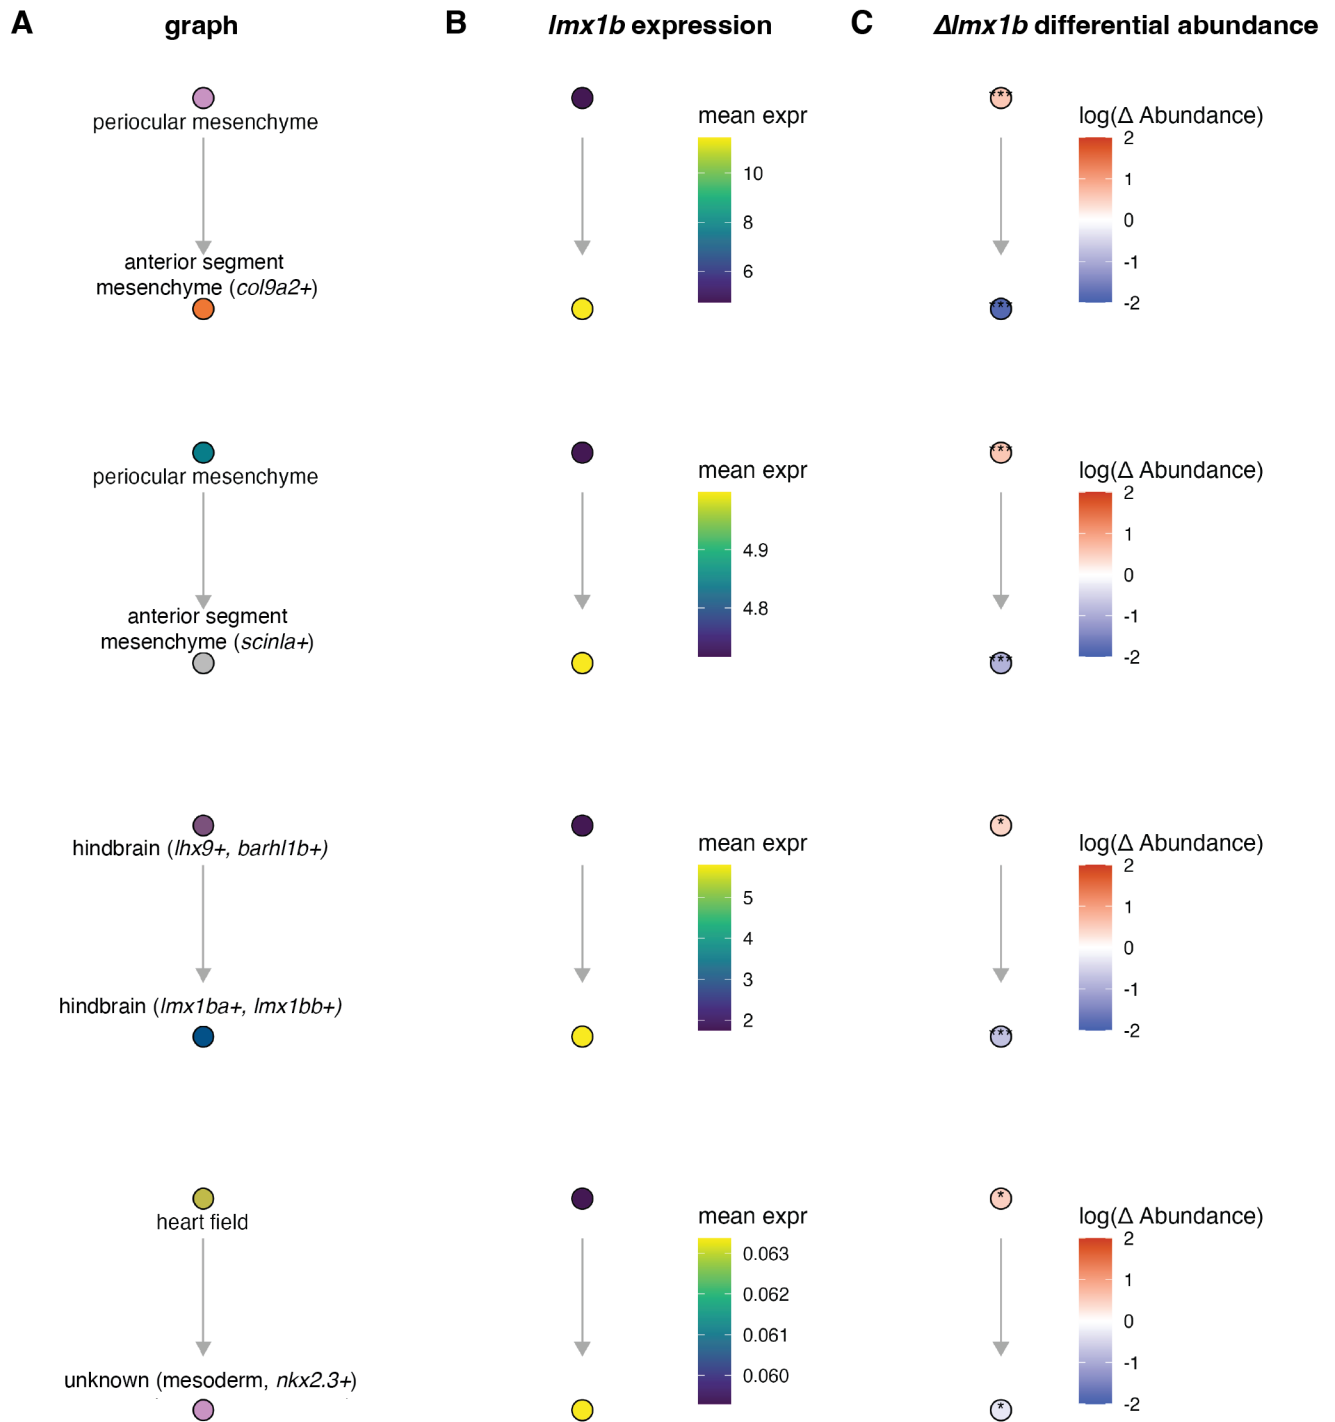 A
graph
B
lmx1b expression
C
Δlmx1b differential abundance
periocular mesenchyme
anterior segment
mesenchyme (col9a2+)
mean expr
10
8
6
***
***
log(Δ Abundance)
2
1
0
-1
-2
periocular mesenchyme
anterior segment
mesenchyme (scinla+)
mean expr
4.9
4.8
***
***
log(Δ Abundance)
2
1
0
-1
-2
hindbrain (lhx9+, barhl1b+)
hindbrain (lmx1ba+, lmx1bb+)
mean expr
5
4
3
2
*
***
log(Δ Abundance)
2
1
0
-1
-2
heart field
unknown (mesoderm, nkx2.3+)
mean expr
0.063
0.062
0.061
0.060
*
*
log(Δ Abundance)
2
1
0
-1
-2